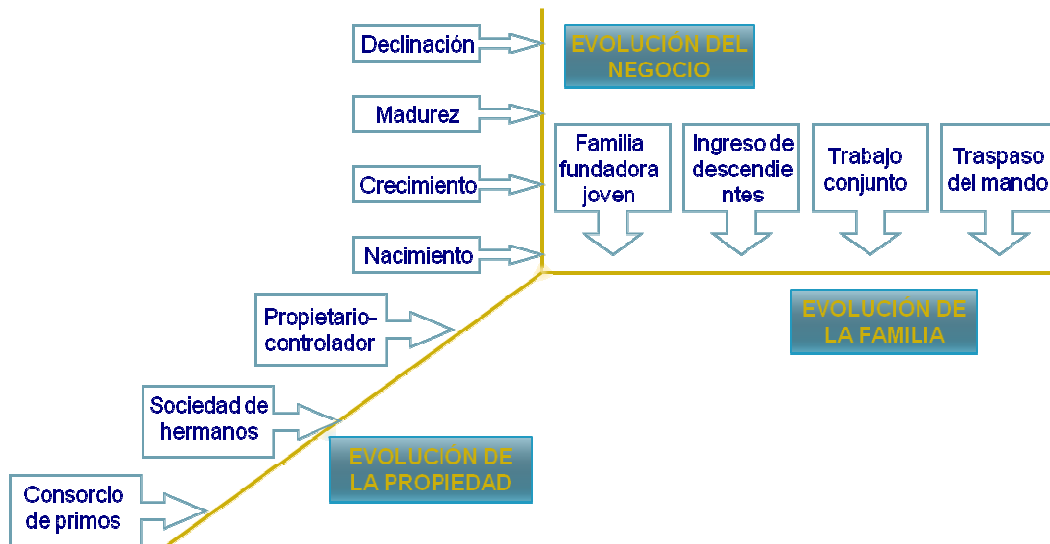 Declinación
EVOLUCIÓN DEL
NEGOCIO
Madurez
Crecimiento
Nacimiento
Familia
fundadora
joven
Ingreso de
descendie
ntes
Trabajo
conjunto
Traspaso
del mando
EVOLUCIÓN DE
LA FAMILIA
Propietario-
controlador
Sociedad de
hermanos
EVOLUCIÓN DE
LA PROPIEDAD
Consorcio
de primos